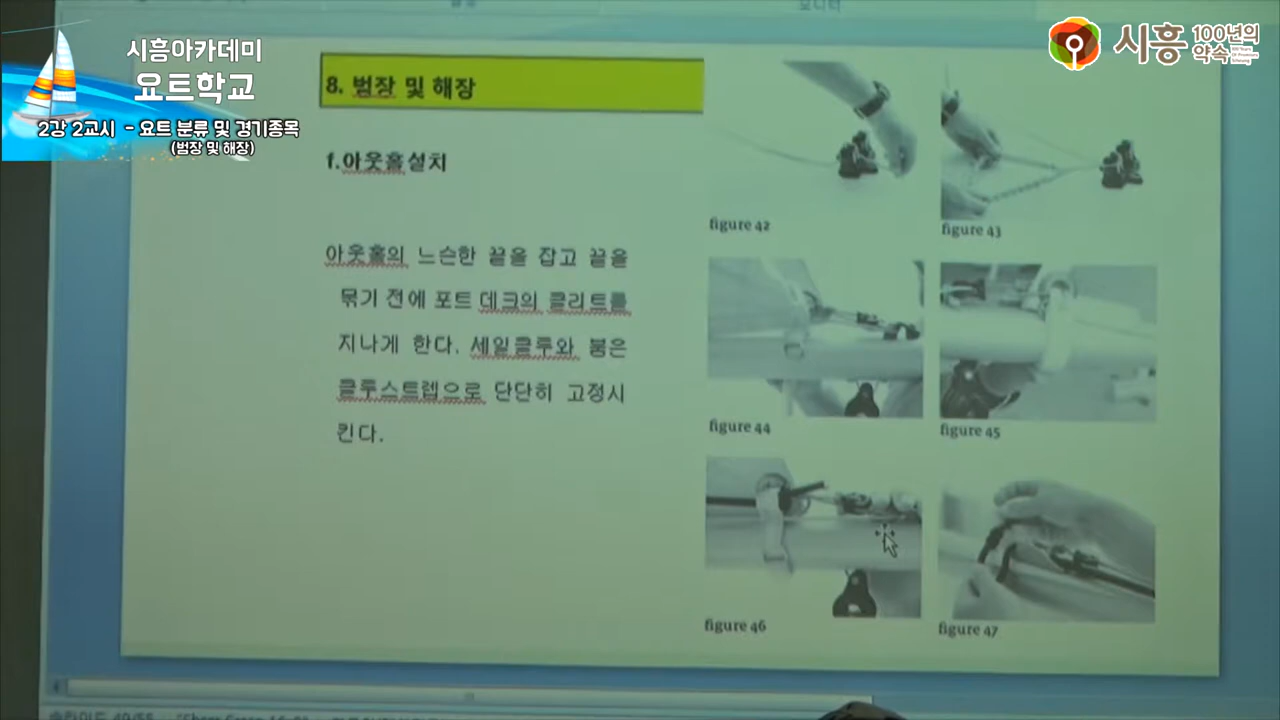 시흥아카데미
요트학교
2강 2교시 - 요트 분류 및 경기종목
(범장 및 해장)
시흥 100년의 약속
8. 범장 및 해장
f.아웃홀설치
아웃홀의 느슨한 끝을 잡고 끝을
묶기 전에 포트 데크의 클리트를
지나게 한다. 세일클루와 붐은
클루스트렙으로 단단히 고정시
킨다.
figure 42
figure 43
figure 44
figure 45
figure 46
figure 47